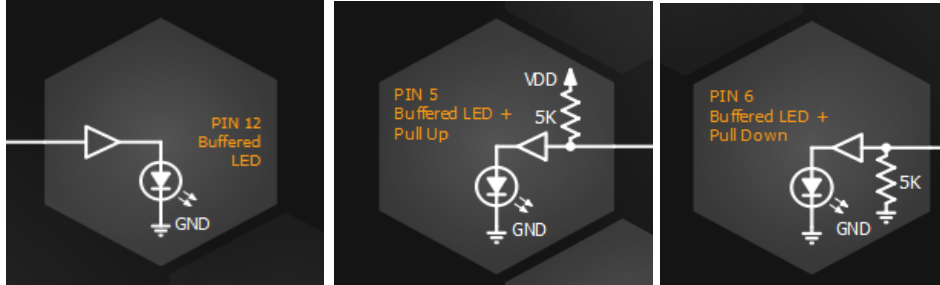 PIN 12
Buffered
LED
GND
VDD
5K
PIN 5
Buffered LED +
Pull Up
GND
PIN 6
Buffered LED +
Pull Down
5K
GND